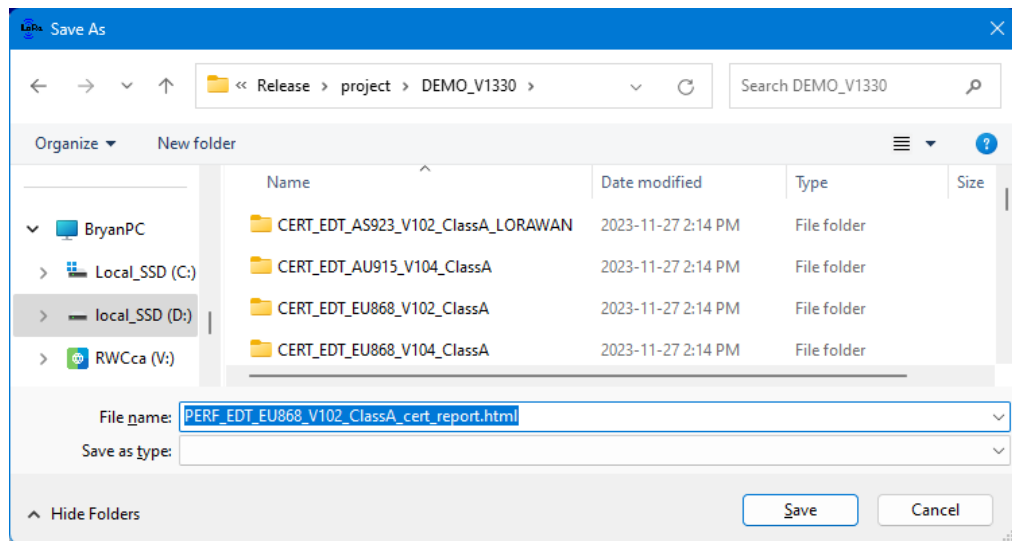 LoRa Save As
« Release > project > DEMO_V1330 > Search DEMO_V1330
Organize New folder
Name Date modified Type Size
BryanPC
Local_SSD (C:)
local_SSD (D:)
RWCca (V:)
CERT_EDT_AS923_V102_ClassA_LORAWAN 2023-11-27 2:14 PM File folder
CERT_EDT_AU915_V104_ClassA 2023-11-27 2:14 PM File folder
CERT_EDT_EU868_V102_ClassA 2023-11-27 2:14 PM File folder
CERT_EDT_EU868_V104_ClassA 2023-11-27 2:14 PM File folder
File name: PERF_EDT_EU868_V102_ClassA_cert_report.html
Save as type:
Hide Folders Save Cancel